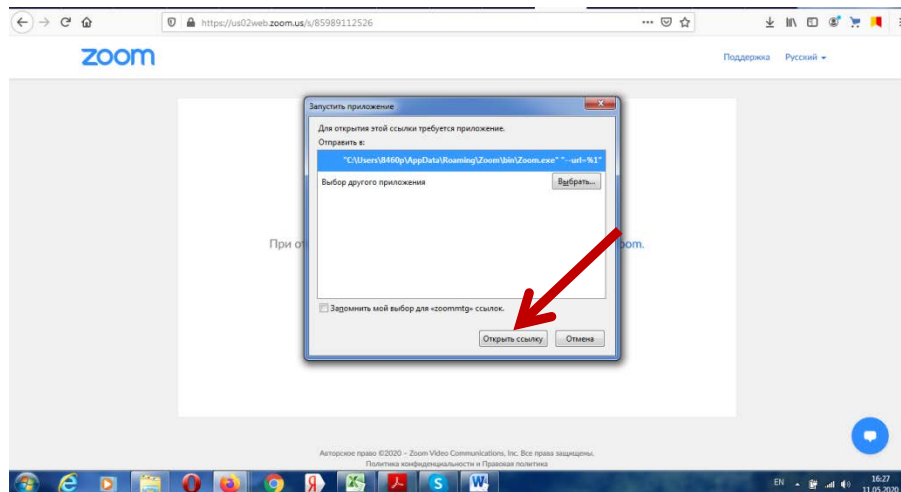 https://us02web.zoom.us/s/85989112526
zoom
Поддержка Русский
Запустить приложение
Для открытия этой ссылки требуется приложение.
Отправить в:
"C:\Users\8460p\AppData\Roaming\Zoom\bin\Zoom.exe" "--url=%1"
Выбор другого приложения Выбрать...
При от
oom.
Запомнить мой выбор для «zoommtg» ссылок.
Открыть ссылку Отмена
Авторское право ©2020 - Zoom Video Communications, Inc. Все права защищены.
Политика конфиденциальности и Правовая политика
EN 16:27
11.05.2020